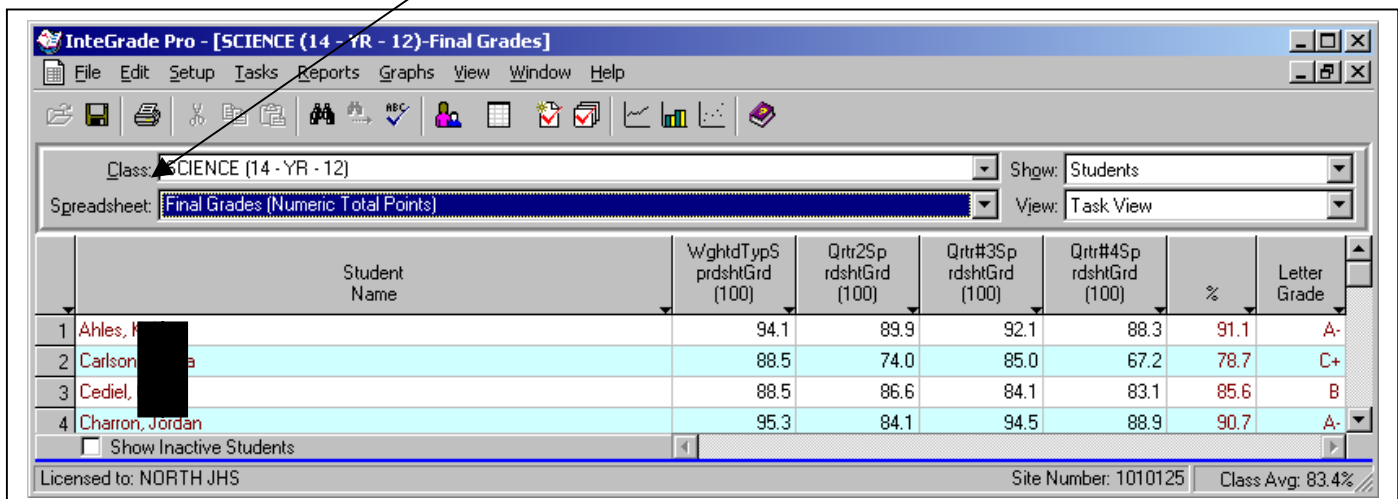 InteGrade Pro - [SCIENCE (14 - YR - 12)-Final Grades]
File Edit Setup Tasks Reports Graphs View Window Help
ABC
Class: SCIENCE (14 - YR - 12) Show: Students
Spreadsheet: Final Grades (Numeric Total Points) View: Task View
Student Name WghtdTypS prdshtGrd (100) Qrtr2Sp rdshtGrd (100) Qrtr#3Sp rdshtGrd (100) Qrtr#4Sp rdshtGrd (100) % Letter Grade
1 Ahles, 94.1 89.9 92.1 88.3 91.1 A-
2 Carlson a 88.5 74.0 85.0 67.2 78.7 C+
3 Cediel, 88.5 86.6 84.1 83.1 85.6 B
4 Charron, Jordan 95.3 84.1 94.5 88.9 90.7 A-
Show Inactive Students
Licensed to: NORTH JHS Site Number: 1010125 Class Avg: 83.4%